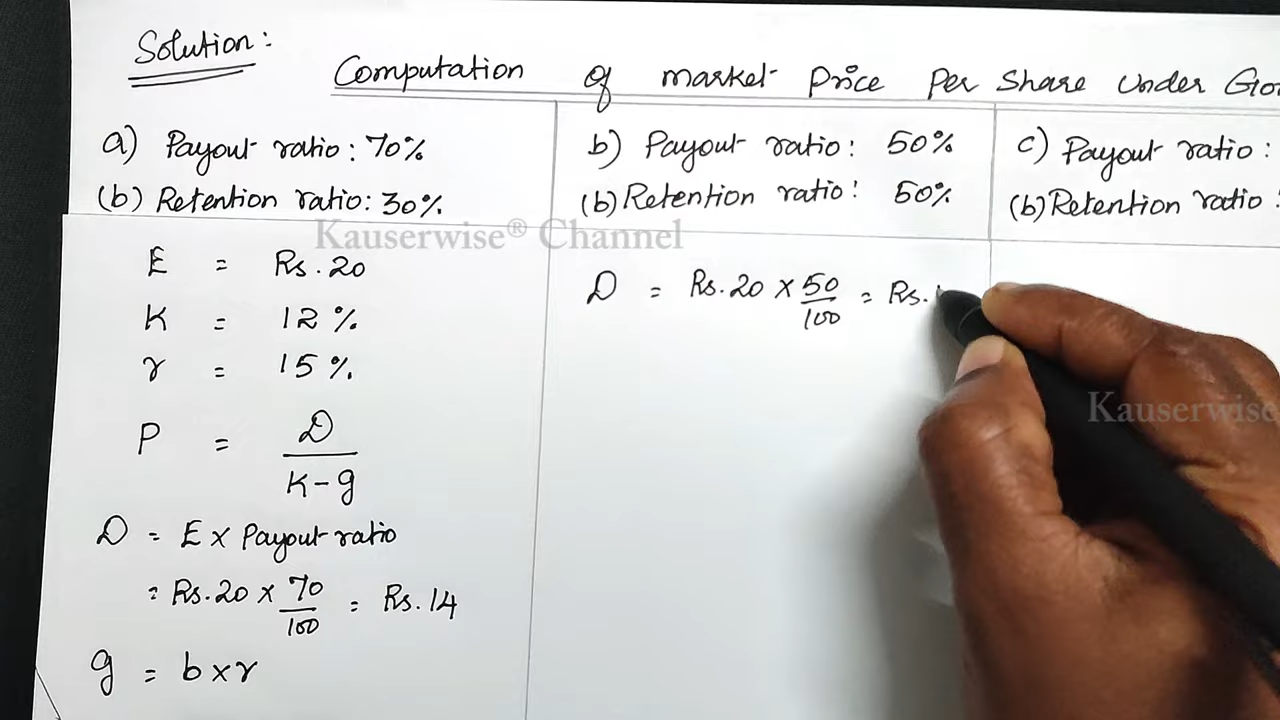 Solution:
Computation of market Price Per Share Under
a) Payout ratio: 70%
(b) Retention ratio: 30%
b) Payout ratio: 50%
(b) Retention ratio: 50%
c) Payout ratio:
(b) Retention ratio:
Kauserwise® Channel
E = Rs. 20
K = 12%
r = 15%
P = D
K-g
D = E x Payout ratio
= Rs. 20 x 70 = Rs. 14
100
g = b x r
D = Rs. 20 x 50 = Rs.
100
Kauserwise